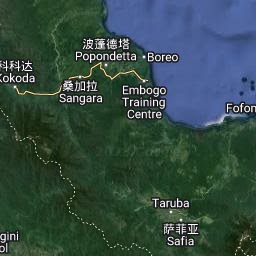 波蓬德塔
Popondetta
Boreo
科科达
Kokoda
桑加拉
Sangara
Embogo
Training
Centre
Taruba
萨菲亚
Safia